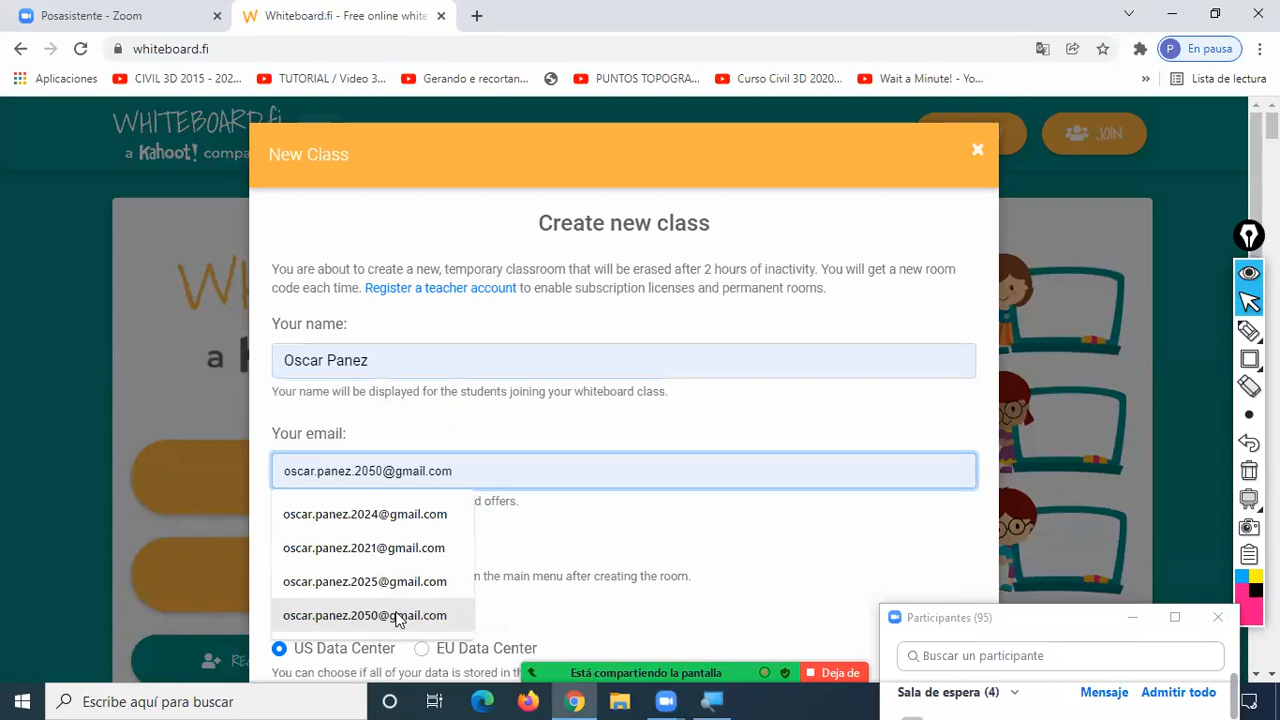 Posasistente - Zoom
Whiteboard.fi - Free online white
whiteboard.fi
En pausa
Aplicaciones
CIVIL 3D 2015 - 202...
TUTORIAL / Video 3...
Gerando e recortan...
PUNTOS TOPOGRA...
Curso Civil 3D 2020...
Wait a Minute! - Yo...
»
Lista de lectura
WHITEBOARD.fi
a Kahoot! compa
JOIN
New Class
Create new class
You are about to create a new, temporary classroom that will be erased after 2 hours of inactivity. You will get a new room
code each time. Register a teacher account to enable subscription licenses and permanent rooms.
Your name:
Oscar Panez
Your name will be displayed for the students joining your whiteboard class.
Your email:
oscar.panez.2050@gmail.com
d offers.
oscar.panez.2024@gmail.com
oscar.panez.2021@gmail.com
oscar.panez.2025@gmail.com
m the main menu after creating the room.
oscar.panez.2050@gmail.com
US Data Center
EU Data Center
You can choose if all of your data is stored in th
Está compartiendo la pantalla
Deja de
Participantes (95)
Buscar un participante
Sala de espera (4)
Mensaje
Admitir todo
Escribe aquí para buscar